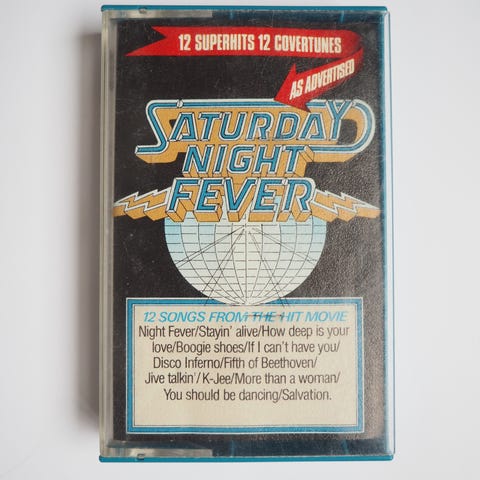 12 SUPERHITS 12 COVERTUNES
AS ADVERTISED
SATURDAY
NIGHT
FEVER
12 SONGS FROM THE HIT MOVIE
Night Fever/Stayin' alive/How deep is your
love/Boogie shoes/If I can't have you/
Disco Inferno/Fifth of Beethoven/
Jive talkin'/K-Jee/More than a woman/
You should be dancing/Salvation.